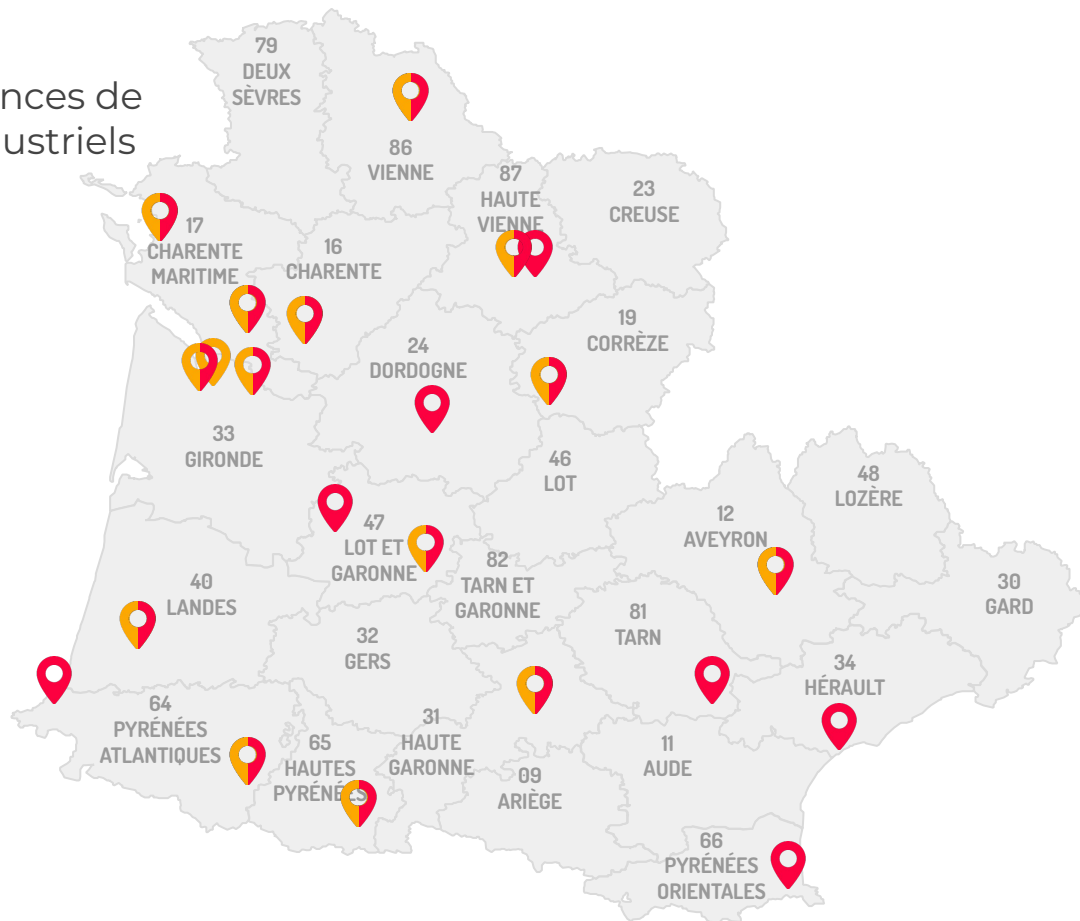 79
DEUX
SÈVRES
nces de
ustriels
86
VIENNE
87
HAUTE
VIENNE
23
CREUSE
17
CHARENTE
MARITIME
16
CHARENTE
19
CORRÈZE
24
DORDOGNE
33
GIRONDE
46
LOT
48
LOZÈRE
12
AVEYRON
47
LOT ET
GARONNE
82
TARN ET
GARONNE
40
LANDES
30
GARD
81
TARN
32
GERS
34
HÉRAULT
64
PYRÉNÉES
ATLANTIQUES
31
HAUTE
GARONNE
65
HAUTES
PYRÉNÉES
11
AUDE
09
ARIÈGE
66
PYRÉNÉES
ORIENTALES